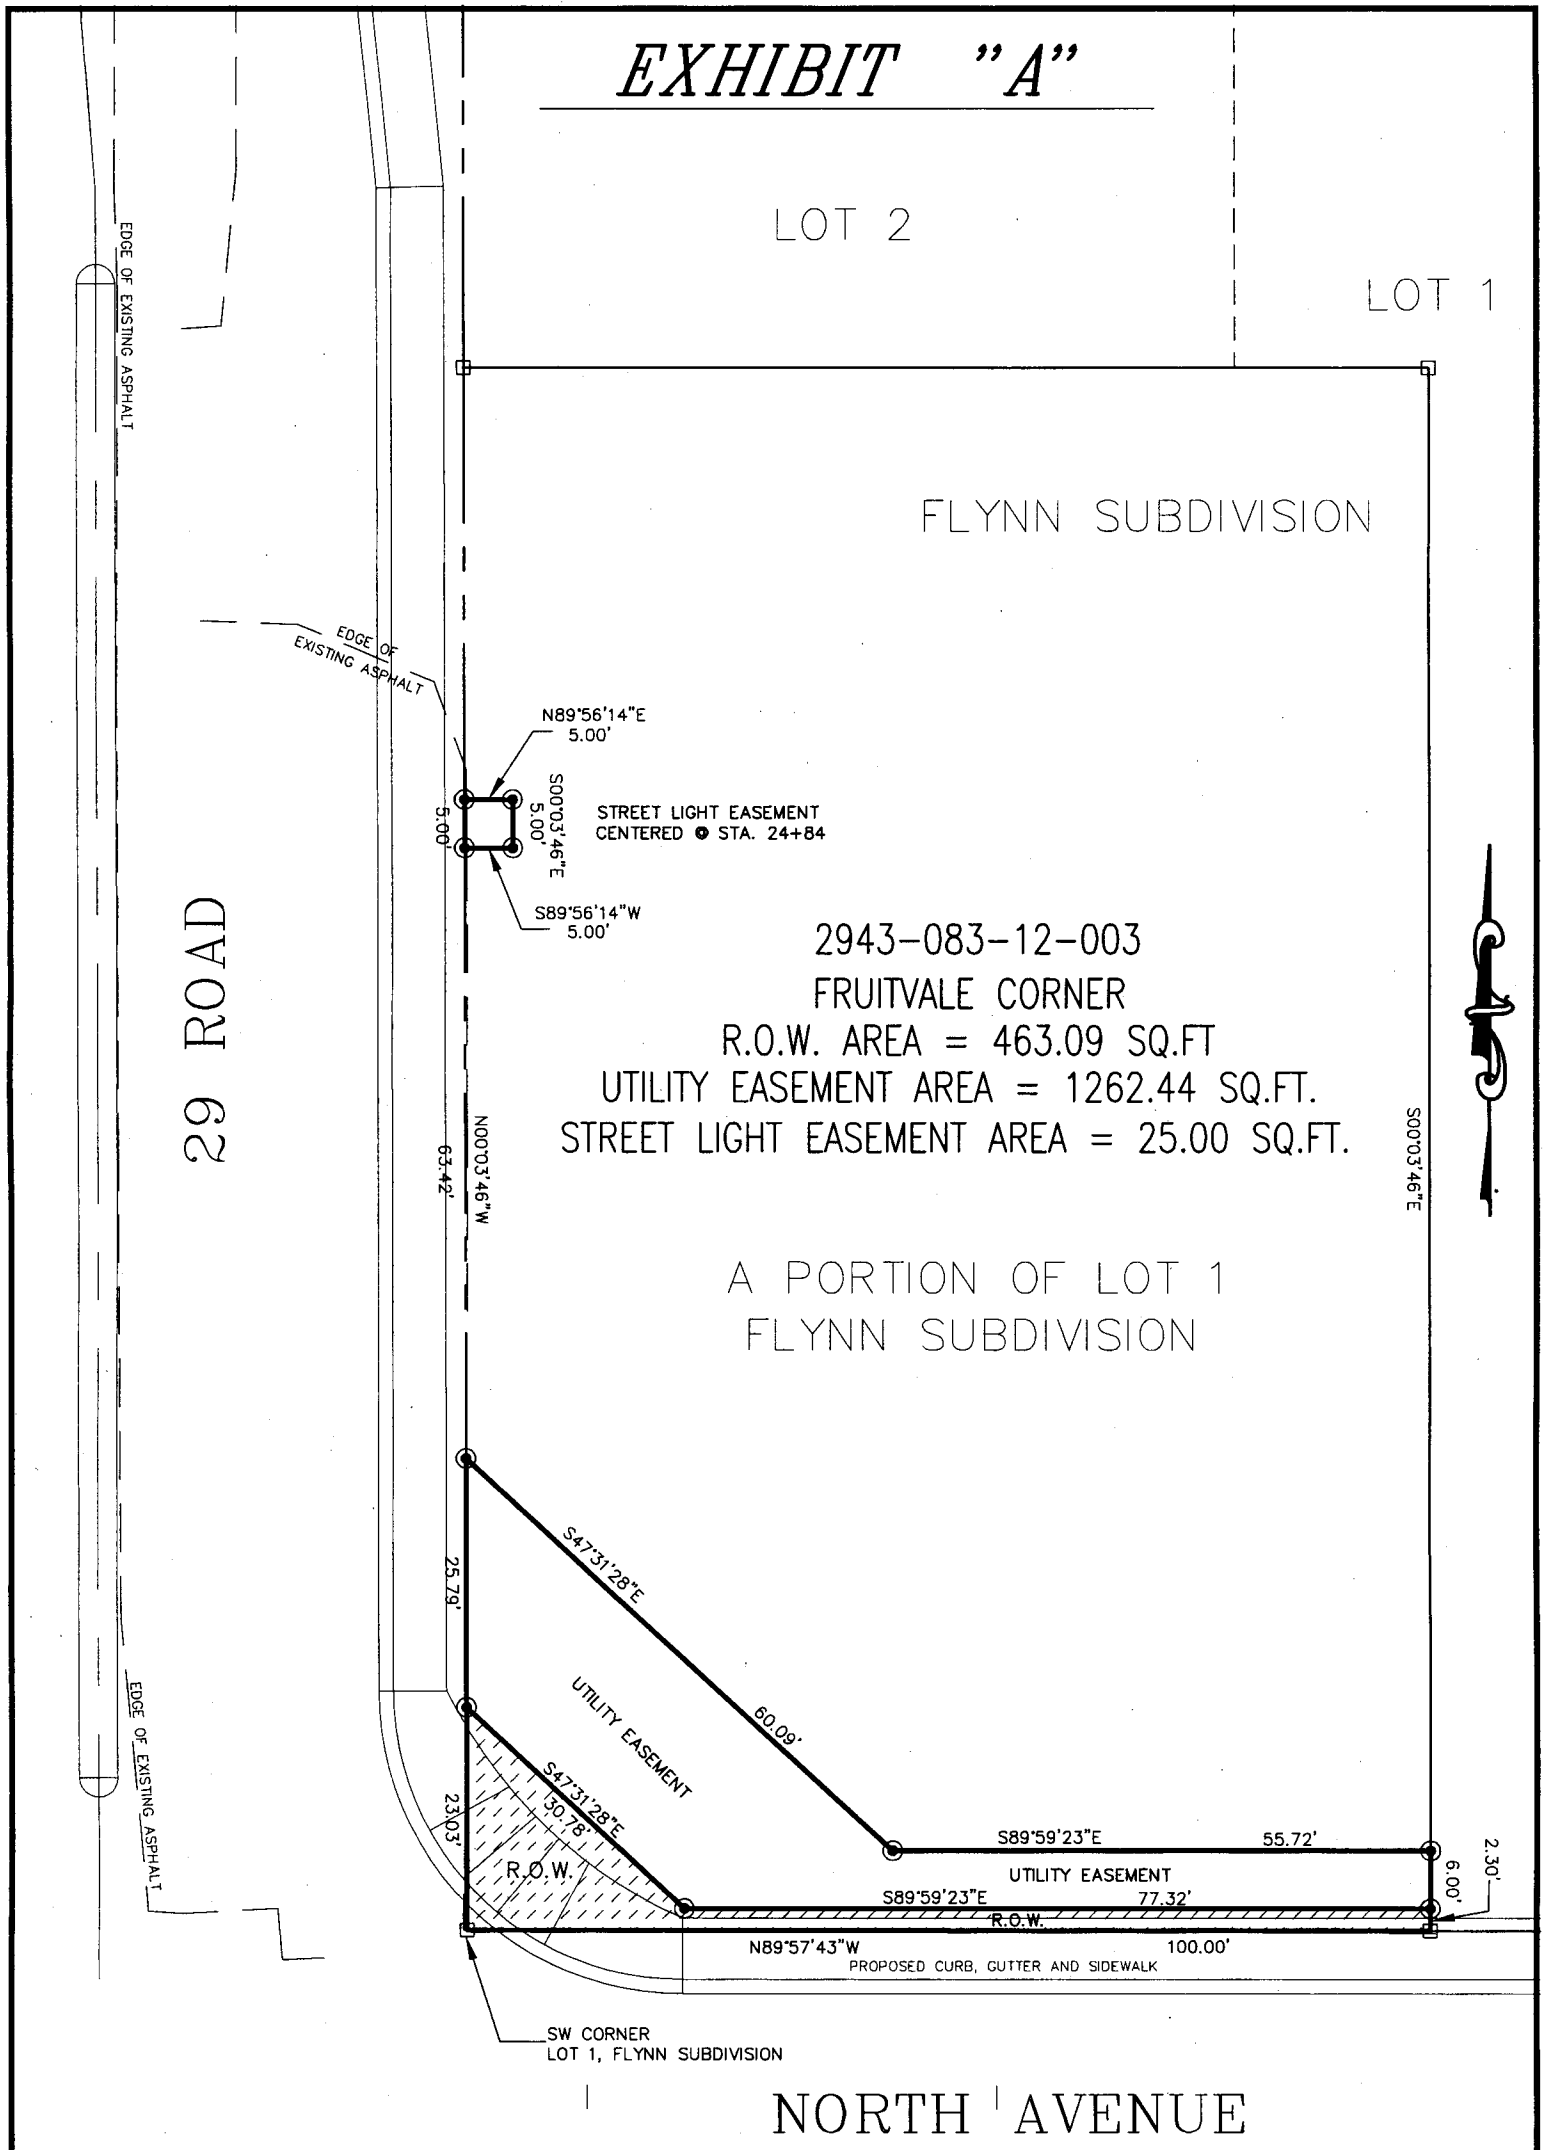 EXHIBIT "A"
LOT 2
LOT 1
EDGE OF EXISTING ASPHALT
FLYNN SUBDIVISION
EDGE OF
EXISTING ASPHALT
N89°56'14"E
5.00'
S00°03'46"E
5.00'
5.00'
STREET LIGHT EASEMENT
CENTERED @ STA. 24+84
S89°56'14"W
5.00'
29 ROAD
2943-083-12-003
FRUITVALE CORNER
R.O.W. AREA = 463.09 SQ.FT
UTILITY EASEMENT AREA = 1262.44 SQ.FT.
STREET LIGHT EASEMENT AREA = 25.00 SQ.FT.
N00°03'46"W
63.42'
S00°03'46"E
A PORTION OF LOT 1
FLYNN SUBDIVISION
S47°31'28"E
60.09'
25.79'
UTILITY EASEMENT
EDGE OF EXISTING ASPHALT
S47°31'28"E
30.78'
23.03'
R.O.W.
S89°59'23"E 55.72'
UTILITY EASEMENT
2.30'
6.00'
S89°59'23"E 77.32'
R.O.W.
N89°57'43"W 100.00'
PROPOSED CURB, GUTTER AND SIDEWALK
SW CORNER
LOT 1, FLYNN SUBDIVISION
NORTH AVENUE